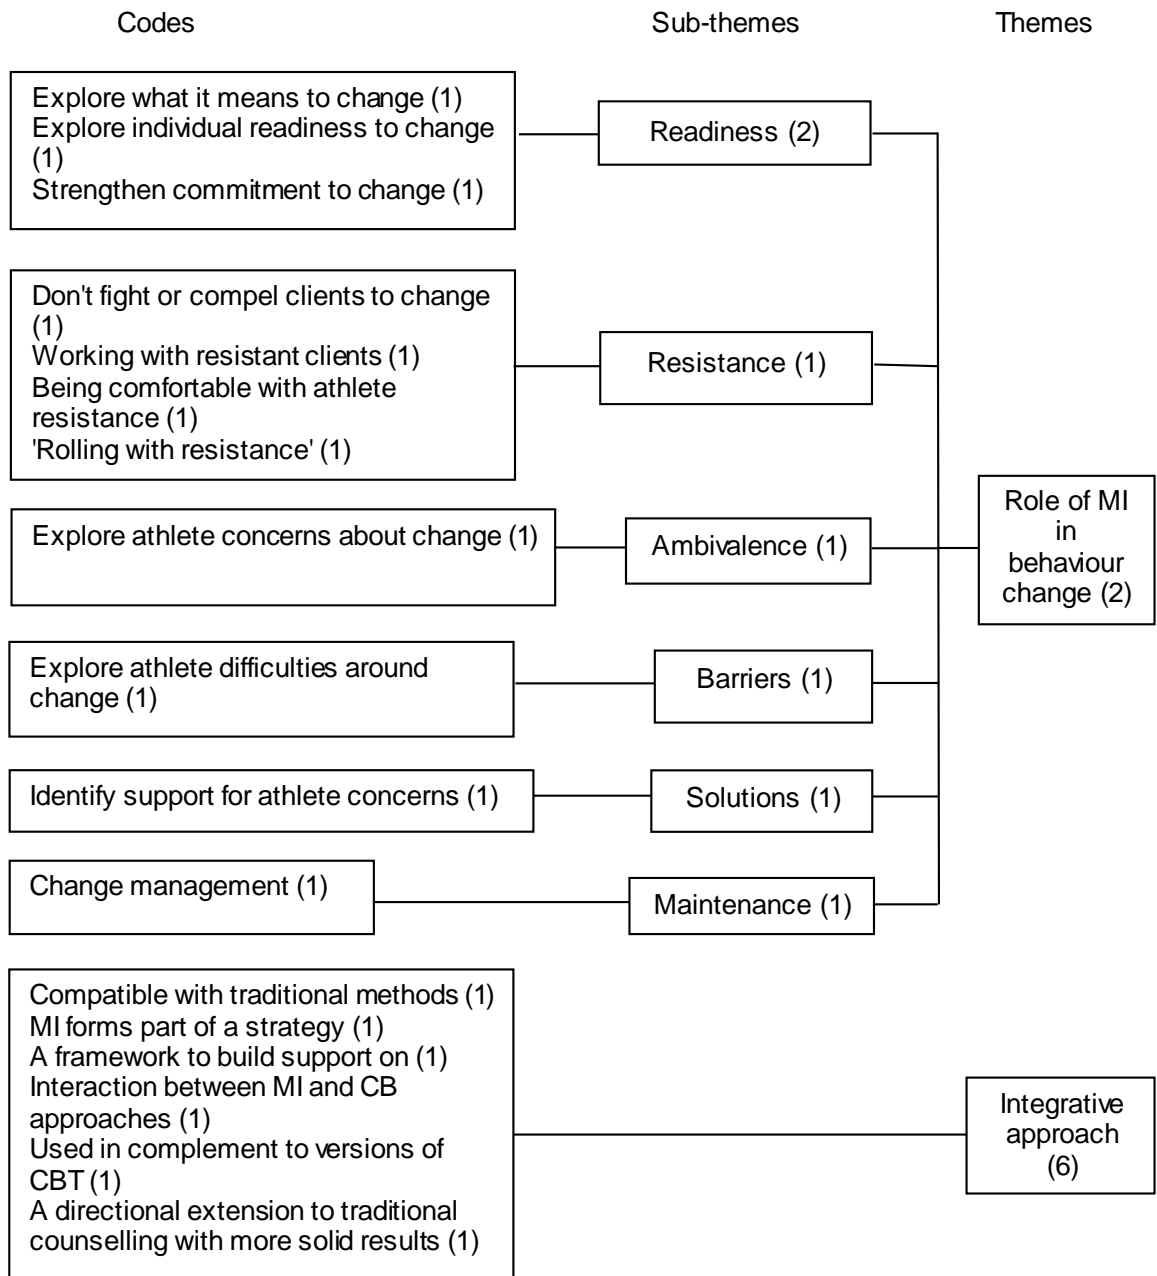 Codes
Sub-themes
Themes
Explore what it means to change (1)
Explore individual readiness to change
(1)
Strengthen commitment to change (1)
Readiness (2)
Don't fight or compel clients to change
(1)
Working with resistant clients (1)
Being comfortable with athlete
resistance (1)
'Rolling with resistance' (1)
Resistance (1)
Explore athlete concerns about change (1)
Ambivalence (1)
Explore athlete difficulties around
change (1)
Barriers (1)
Identify support for athlete concerns (1)
Solutions (1)
Change management (1)
Maintenance (1)
Role of MI
in
behaviour
change (2)
Compatible with traditional methods (1)
MI forms part of a strategy (1)
A framework to build support on (1)
Interaction between MI and CB
approaches (1)
Used in complement to versions of
CBT (1)
A directional extension to traditional
counselling with more solid results (1)
Integrative
approach
(6)